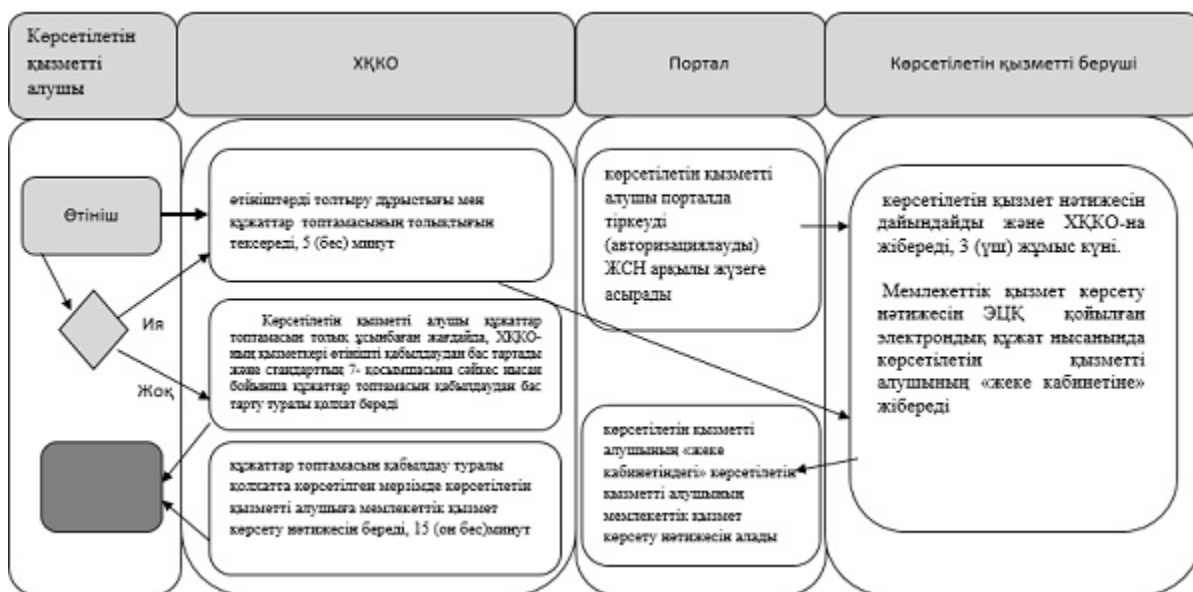 Көрсетілетін
қызметті
алушы
ХҚКО
Портал
Көрсетілетін қызметті беруші
Өтініш
Ия
Жоқ
өтініштерді толтыру дұрыстығы мен
құжаттар топтамасының толықтығын
тексереді, 5 (бес) минут
Көрсетілетін қызметті алушы құжаттар
топтамасын толық ұсынбаған жағдайда, ХҚКО-
ның қызметкері өтінішті қабылдаудан бас тартады
және стандарттың 7- қосымшасына сәйкес нысан
бойынша құжаттар топтамасын қабылдаудан бас
тарту туралы қолхат береді
құжаттар топтамасын қабылдау туралы
қолхатта көрсетілген мерзімде көрсетілетін
қызметті алушыға мемлекеттік қызмет
көрсету нәтижесін береді, 15 (он бес)минут
көрсетілетін қызметті
алушы порталда
тіркеуді
(авторизациялауды)
ЖСН арқылы жүзеге
асырады
көрсетілетін қызметті
алушының «жеке
кабинетіндегі» көрсетілетін
қызметті алушының
мемлекеттік қызмет
көрсету нәтижесін алады
көрсетілетін қызмет нәтижесін
дайындайды және ХҚКО-на
жібереді, 3 (үш) жұмыс күні.
Мемлекеттік қызмет көрсету
нәтижесін ЭЦҚ қойылған
электрондық құжат нысанында
көрсетілетін қызметті
алушының «жеке кабинетіне»
жібереді